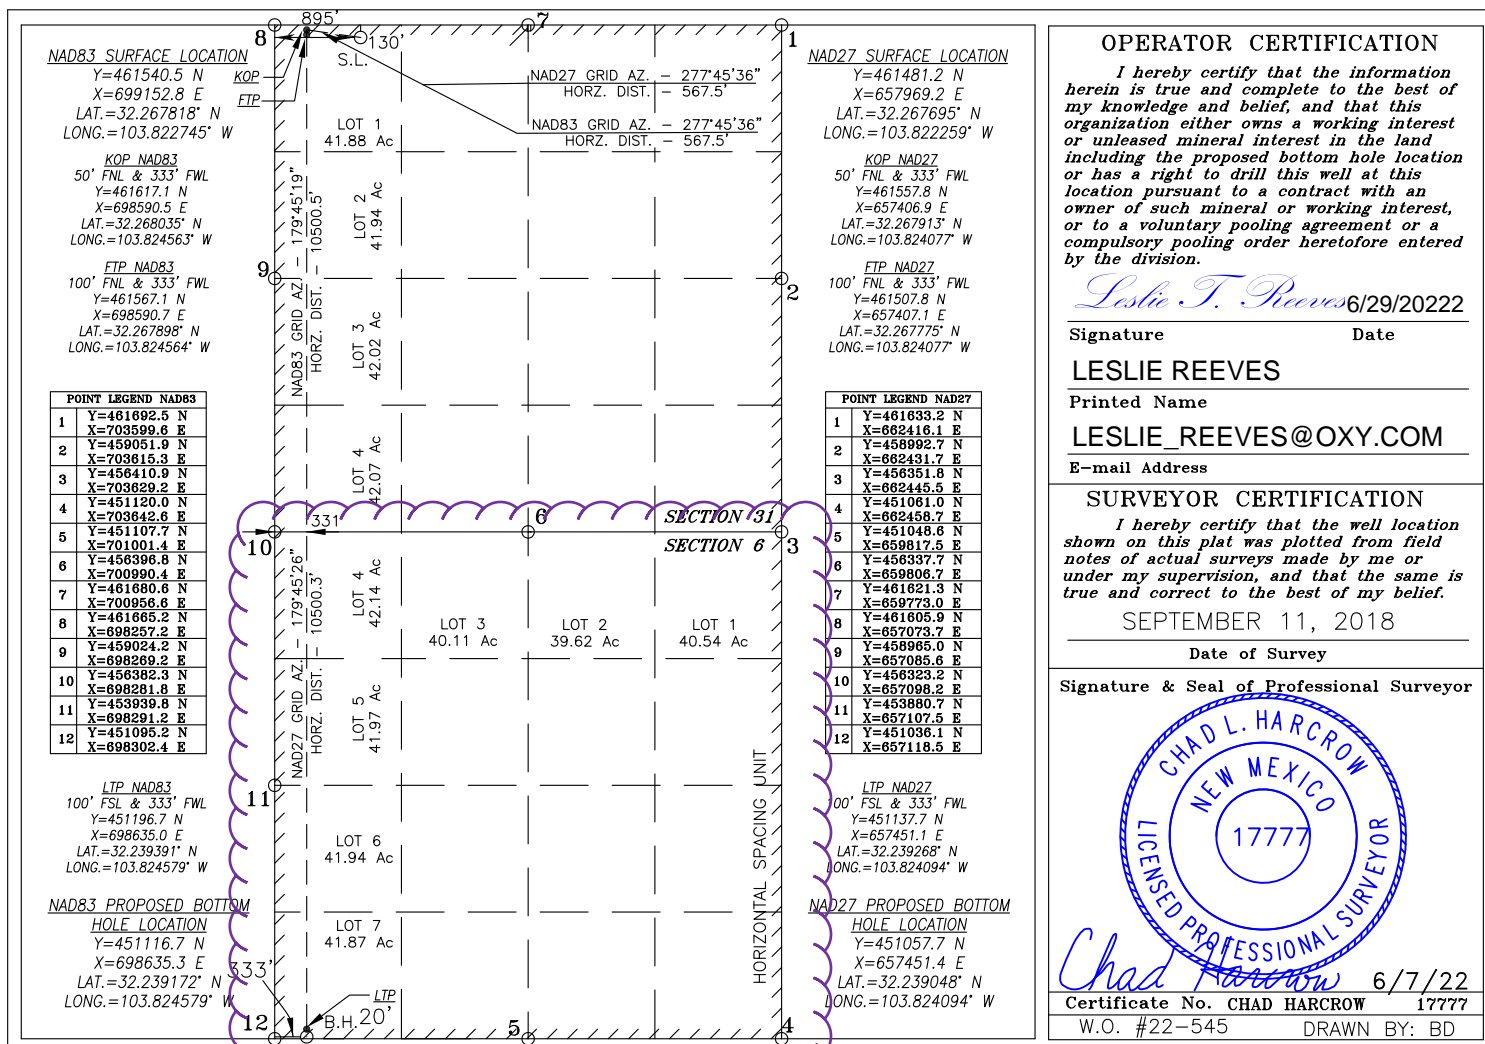 895'
8
7
1
130'
S.L.
NAD83 SURFACE LOCATION
Y=461540.5 N
X=699152.8 E
LAT.=32.267818° N
LONG.=103.822745° W
KOP
FTP
KOP NAD83
50' FNL & 333' FWL
Y=461617.1 N
X=698590.5 E
LAT.=32.268035° N
LONG.=103.824563° W
FTP NAD83
100' FNL & 333' FWL
Y=461567.1 N
X=698590.7 E
LAT.=32.267898° N
LONG.=103.824564° W
POINT LEGEND NAD83
1 Y=461692.5 N
X=703599.6 E
2 Y=459051.9 N
X=703615.3 E
3 Y=456410.9 N
X=703629.2 E
4 Y=451120.0 N
X=703642.6 E
5 Y=451107.7 N
X=701001.4 E
6 Y=456396.8 N
X=700990.4 E
7 Y=461680.6 N
X=700956.6 E
8 Y=461665.2 N
X=698257.2 E
9 Y=459024.2 N
X=698269.2 E
10 Y=456382.3 N
X=698281.8 E
11 Y=453939.8 N
X=698291.2 E
12 Y=451095.2 N
X=698302.4 E
LTP NAD83
100' FSL & 333' FWL
Y=451196.7 N
X=698635.0 E
LAT.=32.239391° N
LONG.=103.824579° W
NAD83 PROPOSED BOTTOM
HOLE LOCATION
Y=451116.7 N
X=698635.3 E
LAT.=32.239172° N
LONG.=103.824579° W
NAD27 GRID AZ. - 277°45'36"
HORZ. DIST. - 567.5'
NAD83 GRID AZ. - 277°45'36"
HORZ. DIST. - 567.5'
LOT 1
41.88 Ac
NAD83 GRID AZ. - 179°45'19"
HORZ. DIST. - 10500.5'
LOT 2
41.94 Ac
9
2
LOT 3
42.02 Ac
LOT 4
42.07 Ac
SECTION 31
331'
10
6
3
SECTION 6
NAD27 GRID AZ. - 179°45'26"
HORZ. DIST. - 10500.3'
LOT 4
42.14 Ac
LOT 3
40.11 Ac
LOT 2
39.62 Ac
LOT 1
40.54 Ac
LOT 5
41.97 Ac
11
LOT 6
41.94 Ac
LOT 7
41.87 Ac
HORIZONTAL SPACING UNIT
333'
LTP
B.H.
20'
12
5
4
NAD27 SURFACE LOCATION
Y=461481.2 N
X=657969.2 E
LAT.=32.267695° N
LONG.=103.822259° W
KOP NAD27
50' FNL & 333' FWL
Y=461557.8 N
X=657406.9 E
LAT.=32.267913° N
LONG.=103.824077° W
FTP NAD27
100' FNL & 333' FWL
Y=461507.8 N
X=657407.1 E
LAT.=32.267775° N
LONG.=103.824077° W
POINT LEGEND NAD27
1 Y=461633.2 N
X=662416.1 E
2 Y=458992.7 N
X=662431.7 E
3 Y=456351.8 N
X=662445.5 E
4 Y=451061.0 N
X=662458.7 E
5 Y=451048.6 N
X=659817.5 E
6 Y=456337.7 N
X=659806.7 E
7 Y=461621.3 N
X=659773.0 E
8 Y=461605.9 N
X=657073.7 E
9 Y=458965.0 N
X=657085.6 E
10 Y=456323.2 N
X=657098.2 E
11 Y=453880.7 N
X=657107.5 E
12 Y=451036.1 N
X=657118.5 E
LTP NAD27
100' FSL & 333' FWL
Y=451137.7 N
X=657451.1 E
LAT.=32.239268° N
LONG.=103.824094° W
NAD27 PROPOSED BOTTOM
HOLE LOCATION
Y=451057.7 N
X=657451.4 E
LAT.=32.239048° N
LONG.=103.824094° W
OPERATOR CERTIFICATION
I hereby certify that the information
herein is true and complete to the best of
my knowledge and belief, and that this
organization either owns a working interest
or unleased mineral interest in the land
including the proposed bottom hole location
or has a right to drill this well at this
location pursuant to a contract with an
owner of such mineral or working interest,
or to a voluntary pooling agreement or a
compulsory pooling order heretofore entered
by the division.
Leslie T. Reeves 6/29/20222
Signature Date
LESLIE REEVES
Printed Name
LESLIE_REEVES@OXY.COM
E-mail Address
SURVEYOR CERTIFICATION
I hereby certify that the well location
shown on this plat was plotted from field
notes of actual surveys made by me or
under my supervision, and that the same is
true and correct to the best of my belief.
SEPTEMBER 11, 2018
Date of Survey
Signature & Seal of Professional Surveyor
CHAD L. HARCROW
NEW MEXICO
17777
LICENSED PROFESSIONAL SURVEYOR
Chad Harcrow 6/7/22
Certificate No. CHAD HARCROW 17777
W.O. #22-545 DRAWN BY: BD